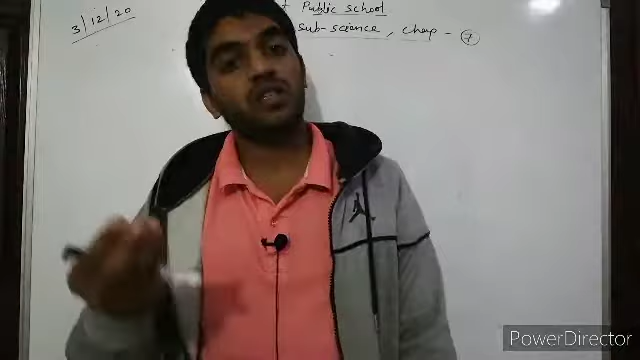 3/12/20
Public school
Sub-science, Chap - 7
PowerDirector